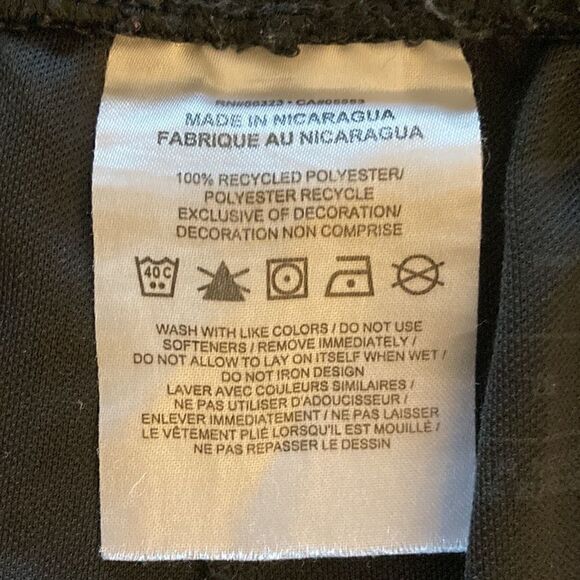 MADE IN NICARAGUA
FABRIQUE AU NICARAGUA
100% RECYCLED POLYESTER/
POLYESTER RECYCLE
EXCLUSIVE OF DECORATION/
DECORATION NON COMPRISE
40C
WASH WITH LIKE COLORS / DO NOT USE
SOFTENERS / REMOVE IMMEDIATELY /
DO NOT ALLOW TO LAY ON ITSELF WHEN WET /
DO NOT IRON DESIGN
LAVER AVEC COULEURS SIMILAIRES /
NE PAS UTILISER D'ADOUCISSEUR/
ENLEVER IMMEDIATEMENT / NE PAS LAISSER
LE VÊTEMENT PLIÉ LORSQU'IL EST MOUILLÉ /
NE PAS REPASSER LE DESSIN